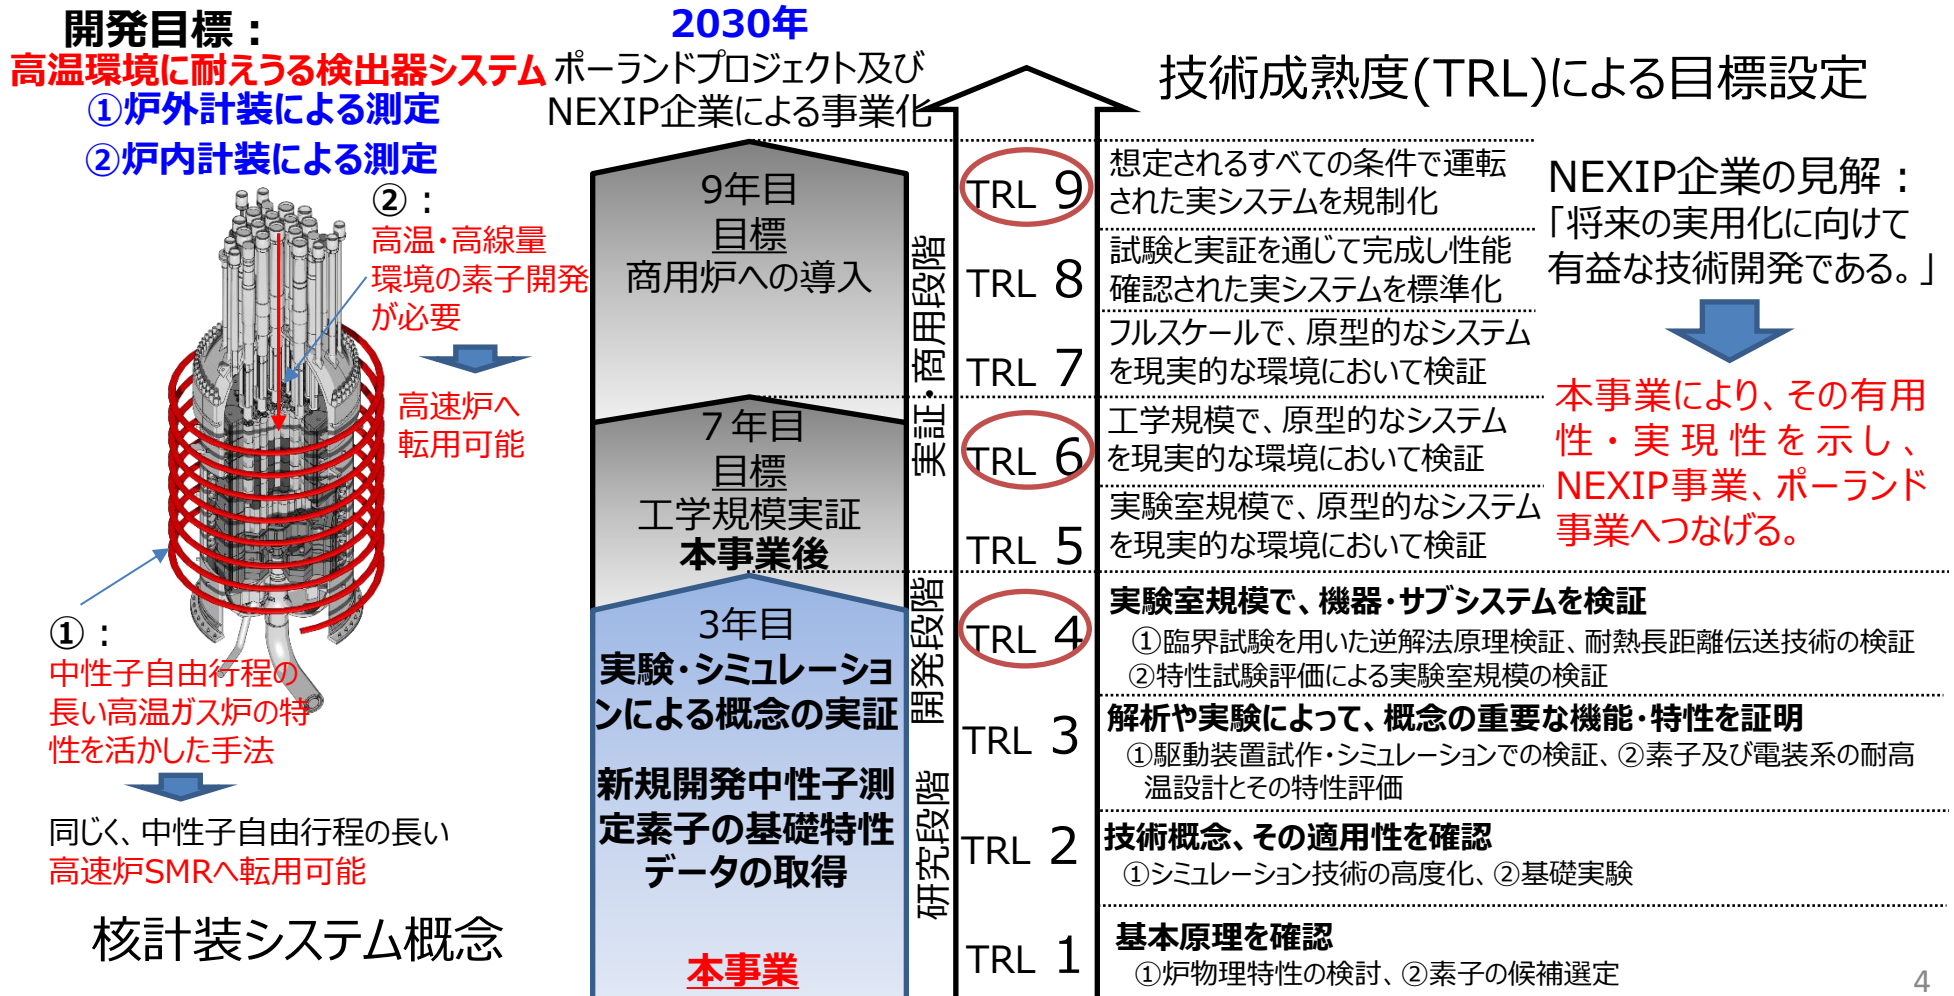 開発目標：
高温環境に耐えうる検出器システム
①炉外計装による測定
②炉内計装による測定
②：
高温・高線量
環境の素子開発
が必要
高速炉へ
転用可能
①：
中性子自由行程の
長い高温ガス炉の特
性を活かした手法
同じく、中性子自由行程の長い
高速炉SMRへ転用可能
核計装システム概念
2030年
ポーランドプロジェクト及び
NEXIP企業による事業化
9年目
目標
商用炉への導入
７年目
目標
工学規模実証
本事業後
3年目
実験・シミュレーショ
ンによる概念の実証
新規開発中性子測
定素子の基礎特性
データの取得
本事業
実証・商用段階
開発段階
研究段階
技術成熟度(TRL)による目標設定
TRL 9
想定されるすべての条件で運転
された実システムを規制化
TRL 8
試験と実証を通じて完成し性能
確認された実システムを標準化
TRL 7
フルスケールで、原型的なシステム
を現実的な環境において検証
TRL 6
工学規模で、原型的なシステム
を現実的な環境において検証
TRL 5
実験室規模で、原型的なシステム
を現実的な環境において検証
TRL 4
実験室規模で、機器・サブシステムを検証
①臨界試験を用いた逆解法原理検証、耐熱長距離伝送技術の検証
②特性試験評価による実験室規模の検証
TRL 3
解析や実験によって、概念の重要な機能・特性を証明
①駆動装置試作・シミュレーションでの検証、②素子及び電装系の耐高
温設計とその特性評価
TRL 2
技術概念、その適用性を確認
①シミュレーション技術の高度化、②基礎実験
TRL 1
基本原理を確認
①炉物理特性の検討、②素子の候補選定
NEXIP企業の見解：
「将来の実用化に向けて
有益な技術開発である。」
本事業により、その有用
性・実現性を示し、
NEXIP事業、ポーランド
事業へつなげる。
4